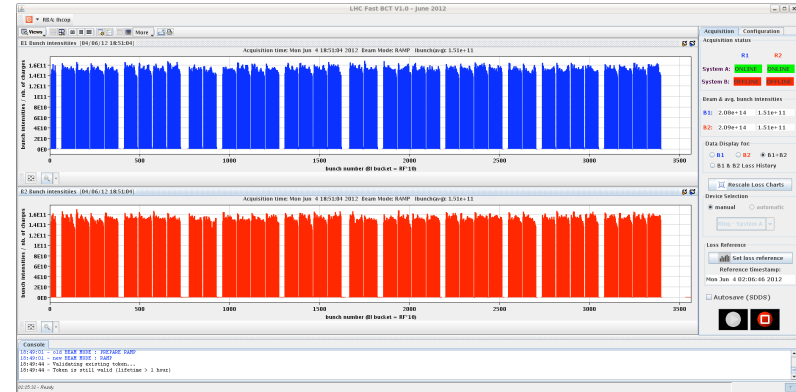 LHC Fast BCT V1.0 - June 2012
RBA: lhcop
Views
More
B1 Bunch intensities (04/06/12 18:51:04)
Acquisition time: Mon Jun 4 18:51:04 2012 Beam Mode: RAMP Ibunch(avg: 1.51e+11
bunch intensities / nb. of charges
1.6E11
1.4E11
1.2E11
1E11
8E10
6E10
4E10
2E10
0E0
0 500 1000 1500 2000 2500 3000 3500
bunch number (BI bucket = RF*10)
B2 Bunch intensities (04/06/12 18:51:04)
Acquisition time: Mon Jun 4 18:51:04 2012 Beam Mode: RAMP Ibunch(avg: 1.51e+11
bunch intensities / nb. of charges
1.6E11
1.4E11
1.2E11
1E11
8E10
6E10
4E10
2E10
0E0
0 500 1000 1500 2000 2500 3000 3500
bunch number (BI bucket = RF*10)
Console
18:49:01 - old BEAM MODE : PREPARE RAMP
18:49:01 - new BEAM MODE : RAMP
18:49:44 - Validating existing token...
18:49:44 - Token is still valid (lifetime > 1 hour)
Acquisition Configuration
Acquisition status
B1 B2
System A: ONLINE ONLINE
System B: OFFLINE OFFLINE
Beam & avg. bunch intensities
B1: 2.08e+14 1.51e+11
B2: 2.09e+14 1.51e+11
Data Display for:
B1 B2 B1+B2
B1 & B2 Loss History
Rescale Loss Charts
Device Selection
manual automatic
Loss Reference
Set loss reference
Reference timestamp:
Mon Jun 4 02:06:46 2012
Autosave (SDDS)